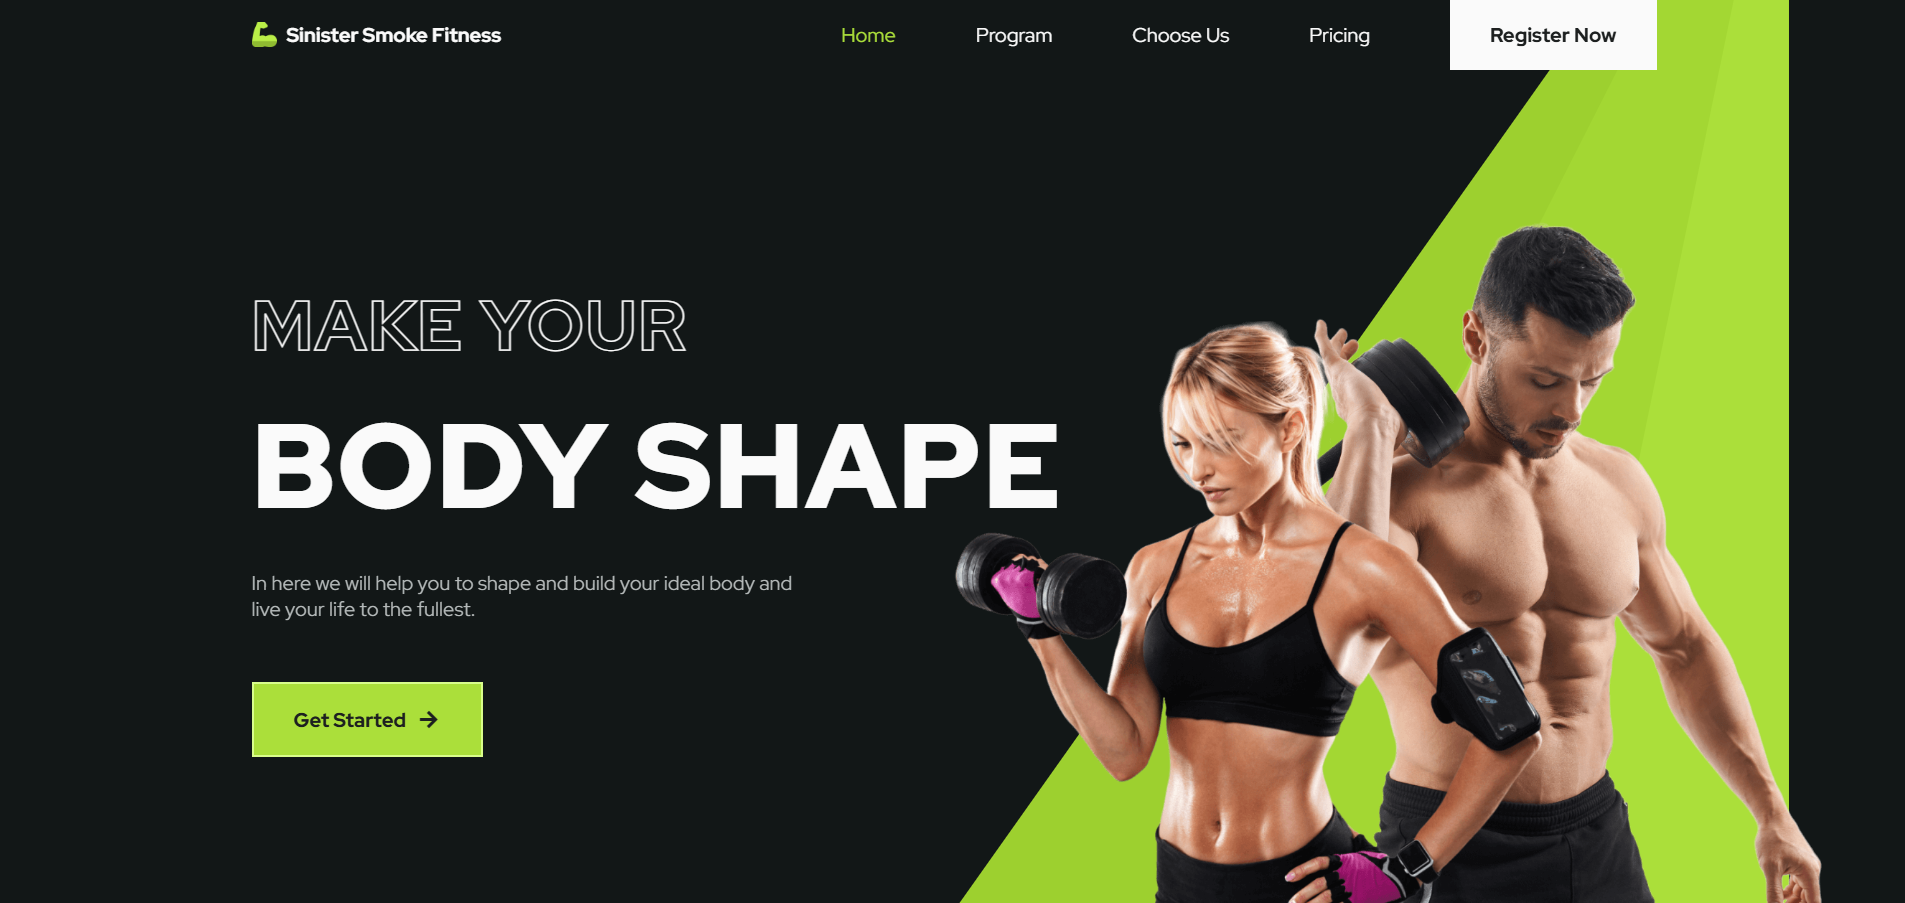 Sinister Smoke Fitness
Home
Program
Choose Us
Pricing
Register Now
MAKE YOUR
BODY SHAPE
In here we will help you to shape and build your ideal body and
live your life to the fullest.
Get Started